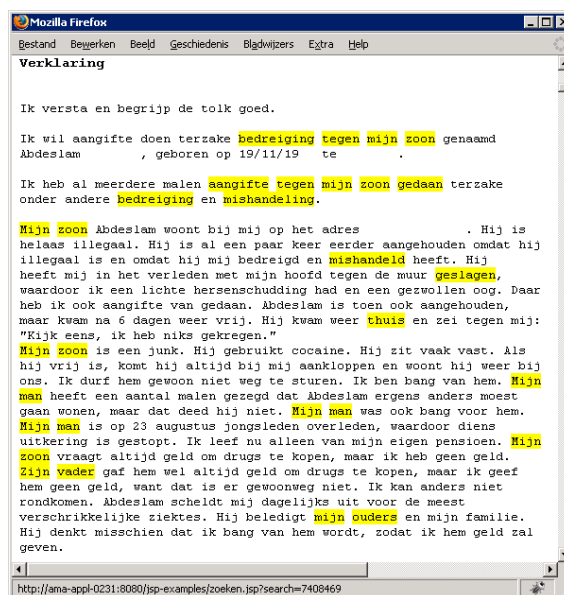 Mozilla Firefox
Bestand Bewerken Beeld Geschiedenis Bladwijzers Extra Help
Verklaring
Ik versta en begrijp de tolk goed.
Ik wil aangifte doen terzake bedreiging tegen mijn zoon genaamd
Abdeslam , geboren op 19/11/19 te .
Ik heb al meerdere malen aangifte tegen mijn zoon gedaan terzake
onder andere bedreiging en mishandeling.
Mijn zoon Abdeslam woont bij mij op het adres . Hij is
helaas illegaal. Hij is al een paar keer eerder aangehouden omdat hij
illegaal is en omdat hij mij bedreigd en mishandeld heeft. Hij
heeft mij in het verleden met mijn hoofd tegen de muur geslagen,
waardoor ik een lichte hersenschudding had en een gezwollen oog. Daar
heb ik ook aangifte van gedaan. Abdeslam is toen ook aangehouden,
maar kwam na 6 dagen weer vrij. Hij kwam weer thuis en zei tegen mij:
"Kijk eens, ik heb niks gekregen."
Mijn zoon is een junk. Hij gebruikt cocaine. Hij zit vaak vast. Als
hij vrij is, komt hij altijd bij mij aankloppen en woont hij weer bij
ons. Ik durf hem gewoon niet weg te sturen. Ik ben bang van hem. Mijn
man heeft een aantal malen gezegd dat Abdeslam ergens anders moest
gaan wonen, maar dat deed hij niet. Mijn man was ook bang voor hem.
Mijn man is op 23 augustus jongsleden overleden, waardoor diens
uitkering is gestopt. Ik leef nu alleen van mijn eigen pensioen. Mijn
zoon vraagt altijd geld om drugs te kopen, maar ik heb geen geld.
Zijn vader gaf hem wel altijd geld om drugs te kopen, maar ik geef
hem geen geld, want dat is er gewoonweg niet. Ik kan anders niet
rondkomen. Abdeslam scheldt mij dagelijks uit voor de meest
verschrikkelijke ziektes. Hij beledigt mijn ouders en mijn familie.
Hij denkt misschien dat ik bang van hem wordt, zodat ik hem geld zal
geven.
http://ama-appl-0231:8080/jsp-examples/zoeken.jsp?search=7408469